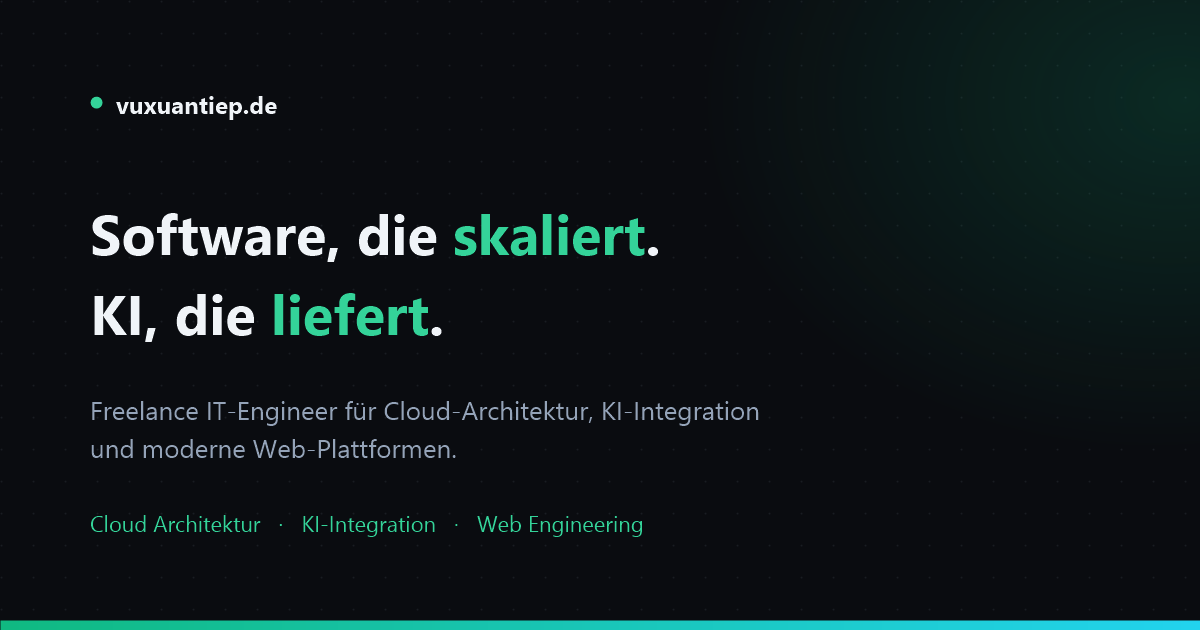 vuxuantiep.de
Software, die skaliert.
KI, die liefert.
Freelance IT-Engineer für Cloud-Architektur, KI-Integration
und moderne Web-Plattformen.
Cloud Architektur · KI-Integration · Web Engineering